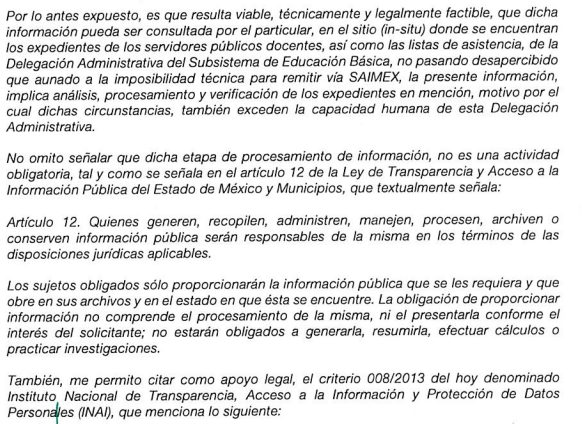 Por lo antes expuesto, es que resulta viable, técnicamente y legalmente factible, que dicha
información pueda ser consultada por el particular, en el sitio (in-situ) donde se encuentran
los expedientes de los servidores públicos docentes, así como las listas de asistencia, de la
Delegación Administrativa del Subsistema de Educación Básica, no pasando desapercibido
que aunado a la imposibilidad técnica para remitir vía SAIMEX, la presente información,
implica análisis, procesamiento y verificación de los expedientes en mención, motivo por el
cual dichas circunstancias, también exceden la capacidad humana de esta Delegación
Administrativa.
No omito señalar que dicha etapa de procesamiento de información, no es una actividad
obligatoria, tal y como se señala en el artículo 12 de la Ley de Transparencia y Acceso a la
Información Pública del Estado de México y Municipios, que textualmente señala:
Artículo 12. Quienes generen, recopilen, administren, manejen, procesen, archiven o
conserven información pública serán responsables de la misma en los términos de las
disposiciones jurídicas aplicables.
Los sujetos obligados sólo proporcionarán la información pública que se les requiera y que
obre en sus archivos y en el estado en que ésta se encuentre. La obligación de proporcionar
información no comprende el procesamiento de la misma, ni el presentarla conforme el
interés del solicitante; no estarán obligados a generarla, resumirla, efectuar cálculos o
practicar investigaciones.
También, me permito citar como apoyo legal, el criterio 008/2013 del hoy denominado
Instituto Nacional de Transparencia, Acceso a la Información y Protección de Datos
Personales (INAI), que menciona lo siguiente: